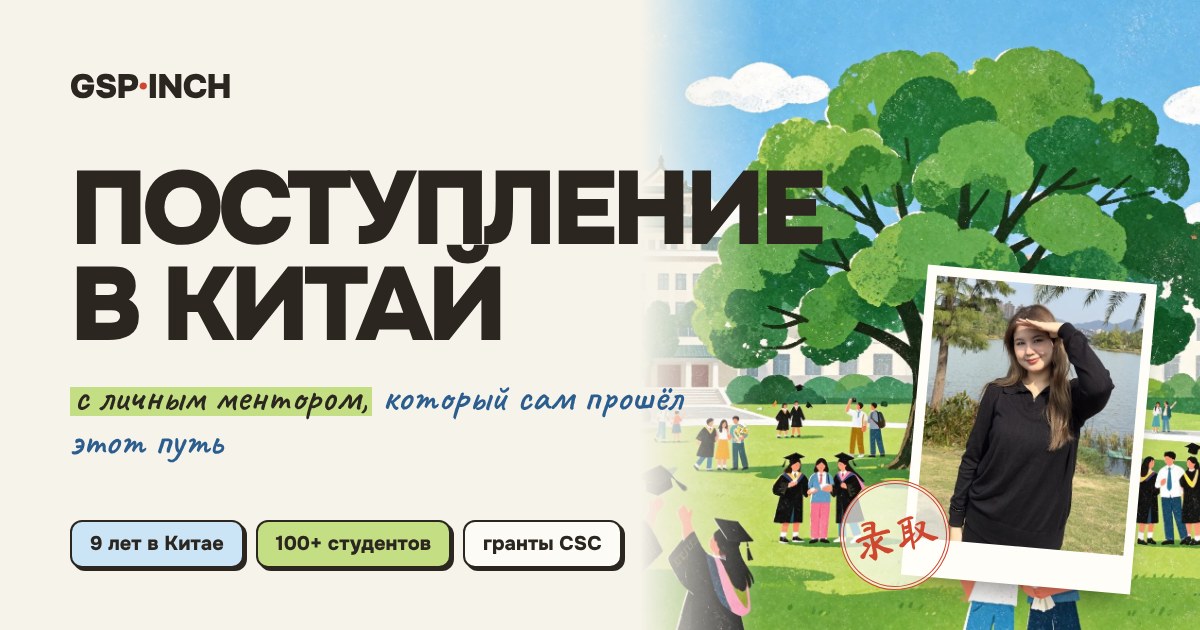 GSP·INCH
ПОСТУПЛЕНИЕ
В КИТАЙ
с личным ментором, который сам прошёл
этот путь
9 лет в Китае
100+ студентов
гранты CSC
录取